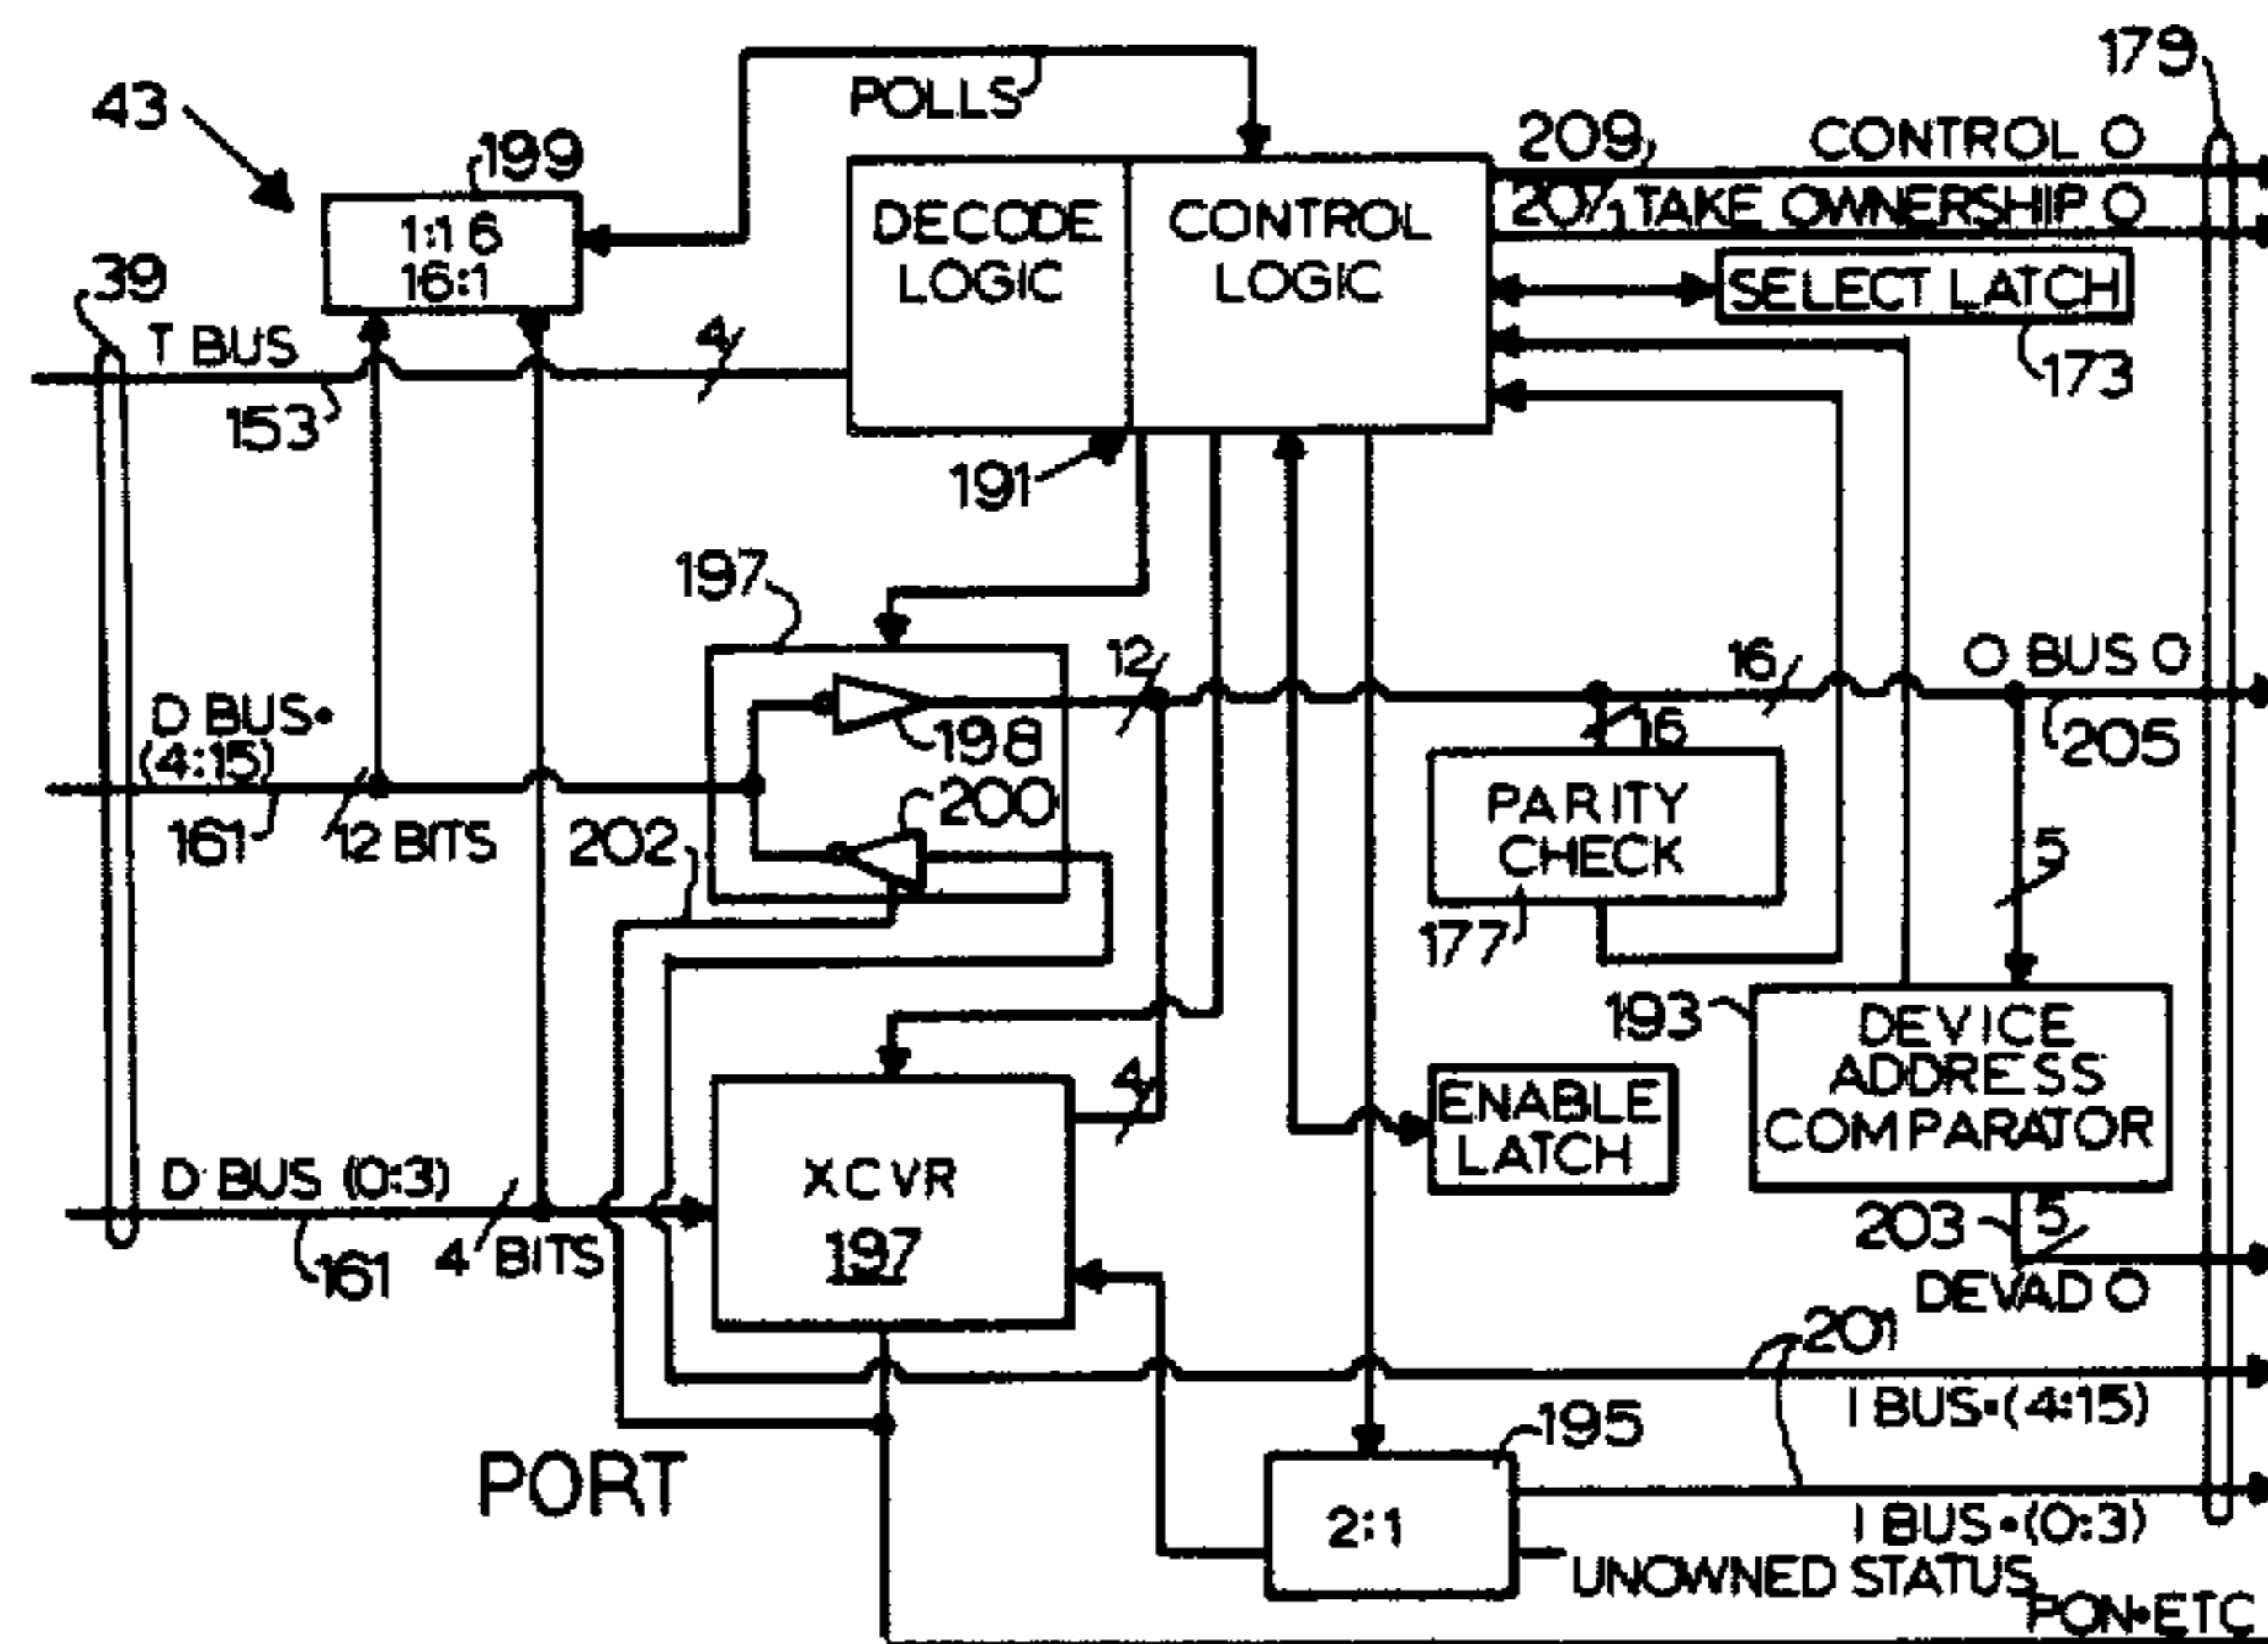 179
POLLS
43
199
209
CONTROL O
1:16
16:1
DECODE
LOGIC
CONTROL
LOGIC
207
TAKE OWNERSHIP O
39
T BUS
4
SELECT LATCH
153
173
191
197
12
16
O BUS O
D BUS•
(4:15)
198
16
205
161
12 BITS
202
200
PARITY
CHECK
5
177
193
DEVICE
ADDRESS
COMPARATOR
4
ENABLE
LATCH
D BUS (0:3)
XCVR
197
161
4 BITS
203
5
DEVAD O
201
I BUS•(4:15)
195
PORT
2:1
I BUS•(0:3)
UNOWNED STATUS
PON•ETC